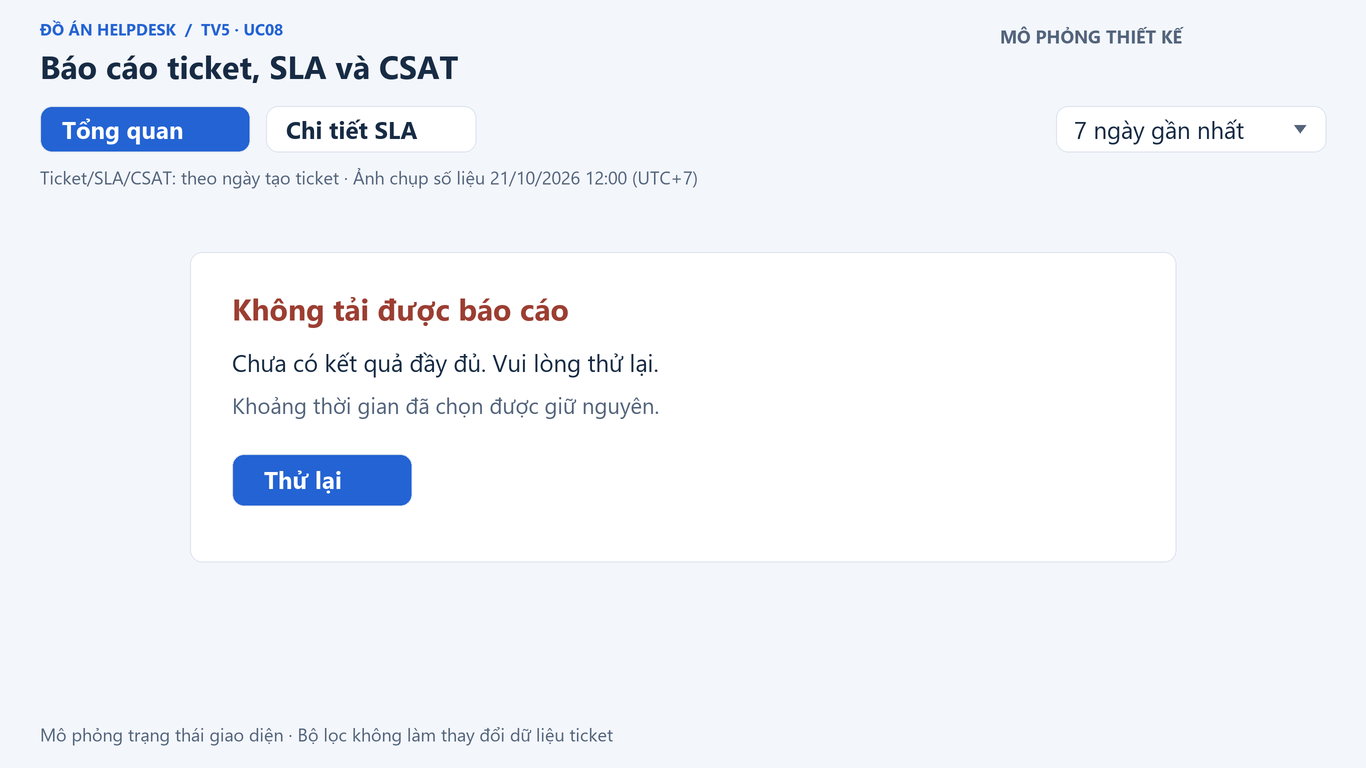 ĐỒ ÁN HELPDESK / TV5 · UC08
MÔ PHỎNG THIẾT KẾ
Báo cáo ticket, SLA và CSAT
Tổng quan
Chi tiết SLA
7 ngày gần nhất
Ticket/SLA/CSAT: theo ngày tạo ticket · Ảnh chụp số liệu 21/10/2026 12:00 (UTC+7)
Không tải được báo cáo
Chưa có kết quả đầy đủ. Vui lòng thử lại.
Khoảng thời gian đã chọn được giữ nguyên.
Thử lại
Mô phỏng trạng thái giao diện · Bộ lọc không làm thay đổi dữ liệu ticket